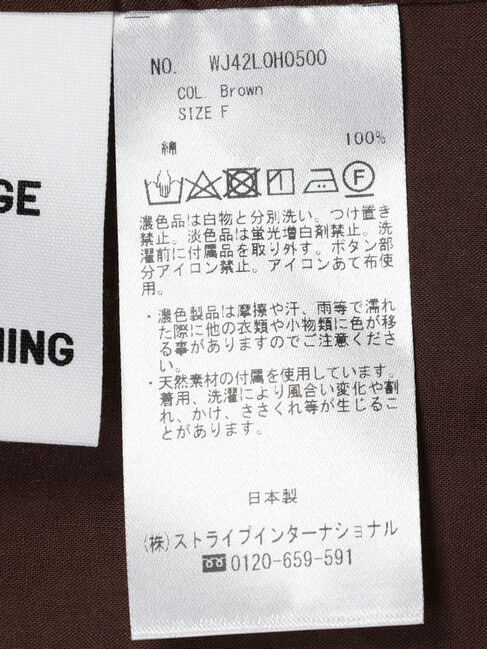 GE
NING
NO. WJ42L0H0500
COL Brown
SIZE F
綿 100%
F
濃色品は白物と分別洗い。つけ置き
禁止。淡色品は蛍光増白剤禁止。洗
濯前に付属品を取り外す。ボタン部
分アイロン禁止。アイロンあて布使
用。
・濃色製品は摩擦や汗、雨等で濡れ
た際に他の衣類や小物類に色が移
る事がありますのでご注意くださ
い。
・天然素材の付属を使用しています。
着用、洗濯により風合い変化や割
れ、かけ、ささくれ等が生じるこ
とがあります。
日本製
(株)ストライプインターナショナル
0120-659-591